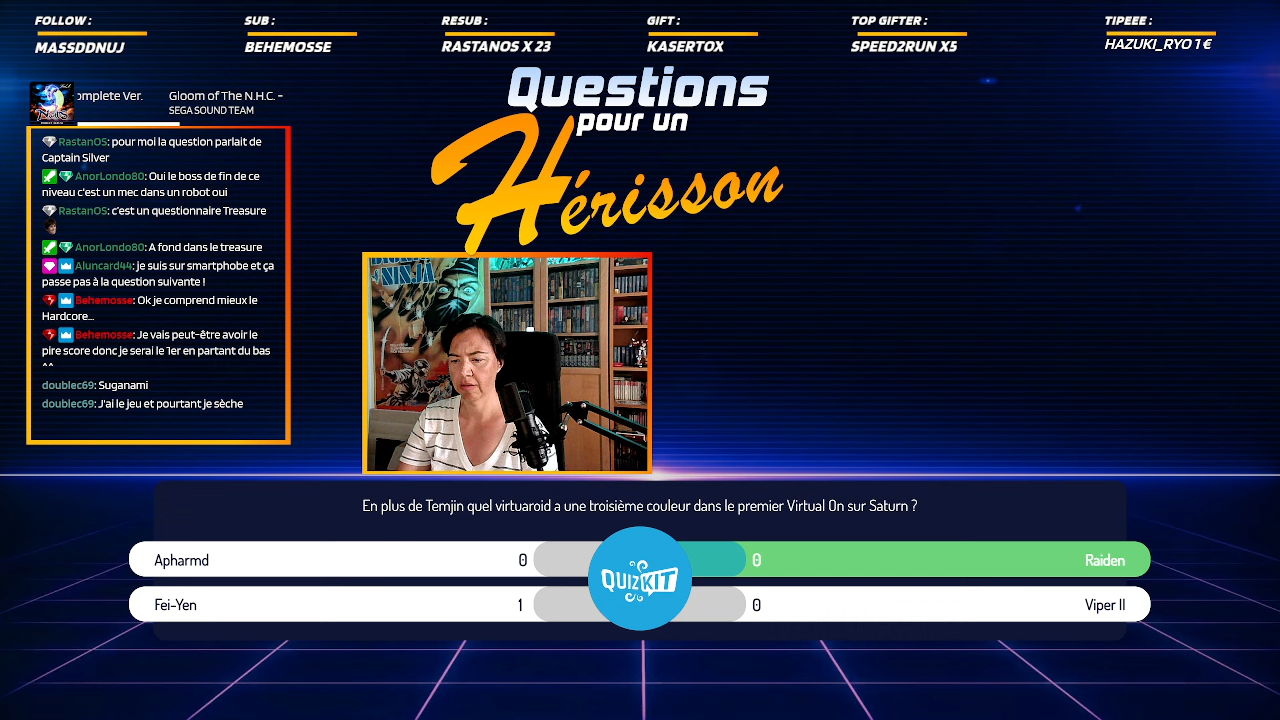 FOLLOW :
MASSDDNUJ
SUB :
BEHEMOSSE
RESUB :
RASTANOS X 23
GIFT :
KASERTOX
TOP GIFTER :
SPEED2RUN X5
TIPEEE :
HAZUKI_RYO 1 €
omplete Ver.
Gloom of The N.H.C. -
SEGA SOUND TEAM
Questions
pour un
Hérisson
RastanOS: pour moi la question parlait de
Captain Silver
AnorLondo80: Oui le boss de fin de ce
niveau c'est un mec dans un robot oui
RastanOS: c'est un questionnaire Treasure
AnorLondo80: A fond dans le treasure
Aluncard44: je suis sur smartphobe et ça
passe pas à la question suivante !
Behemosse: Ok je comprend mieux le
Hardcore...
Behemosse: Je vais peut-être avoir le
pire score donc je serai le 1er en partant du bas
^^
doublec69: Suganami
doublec69: J'ai le jeu et pourtant je sèche
En plus de Temjin quel virtuaroid a une troisième couleur dans le premier Virtual On sur Saturn ?
Apharmd 0
0 Raiden
QUIZKIT
Fei-Yen 1
0 Viper II